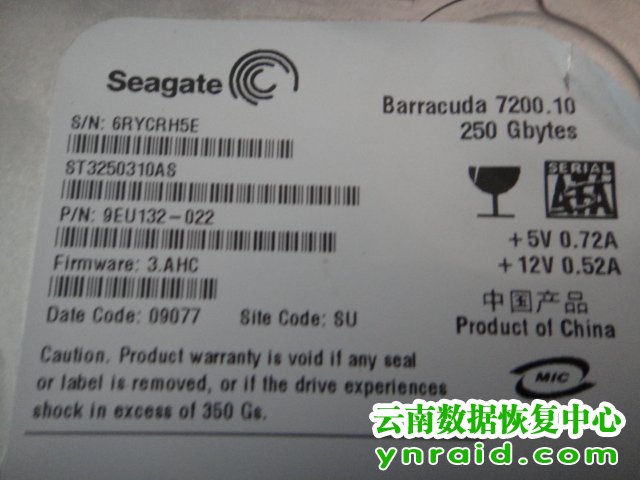 Seagate
Barracuda 7200.10
250 Gbytes
S/N: 6RYCRH5E
ST3250310AS
P/N: 9EU132-022
Firmware: 3.AHC
Date Code: 09077 Site Code: SU
SERIAL
ATA
+5V 0.72A
+12V 0.52A
中国产品
Product of China
Caution. Product warranty is void if any seal
or label is removed, or if the drive experiences
shock in excess of 350 Gs.
MIC
云南数据恢复中心
ynraid.com